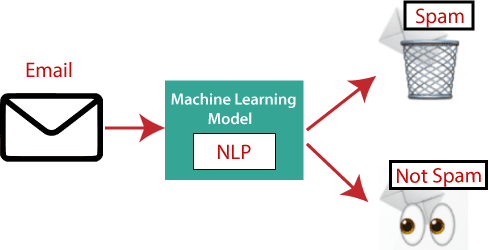 Email
Machine Learning
Model
NLP
Spam
Not Spam